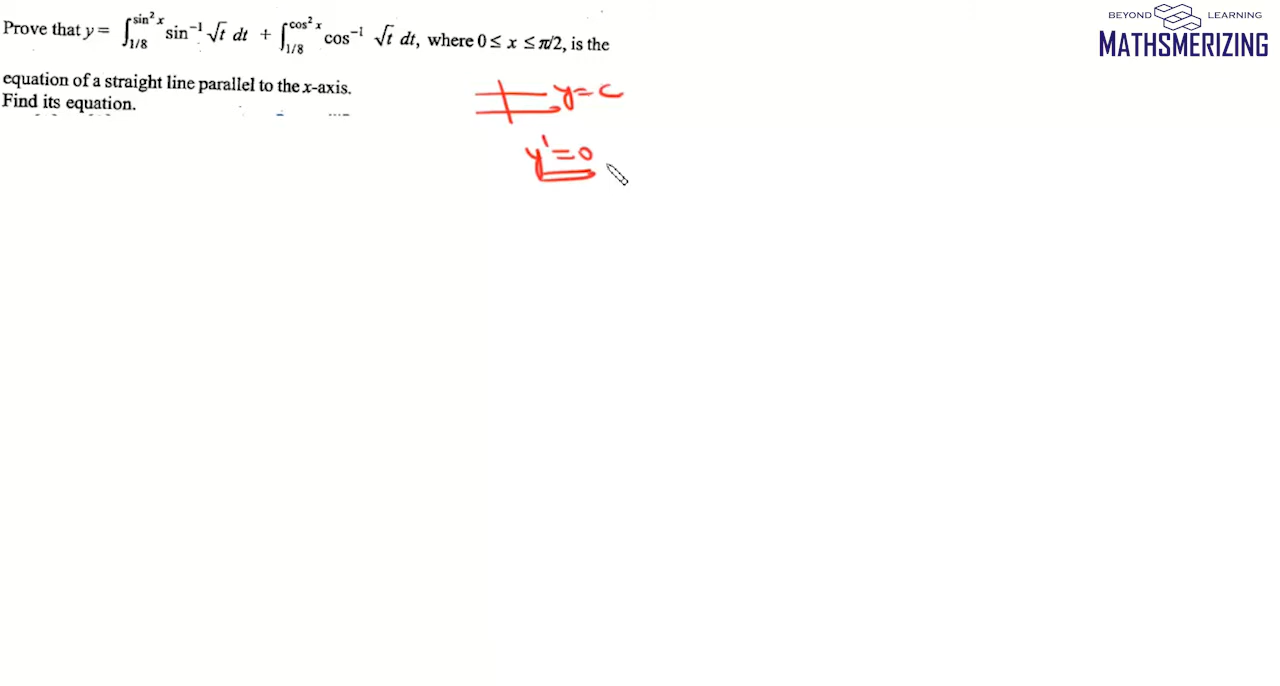 Prove that y = ∫_{1/8}^{sin² x} sin⁻¹ √t dt + ∫_{1/8}^{cos² x} cos⁻¹ √t dt, where 0 ≤ x ≤ π/2, is the
equation of a straight line parallel to the x-axis.
Find its equation.
y = c
y' = 0
BEYOND LEARNING
MATHSMERIZING